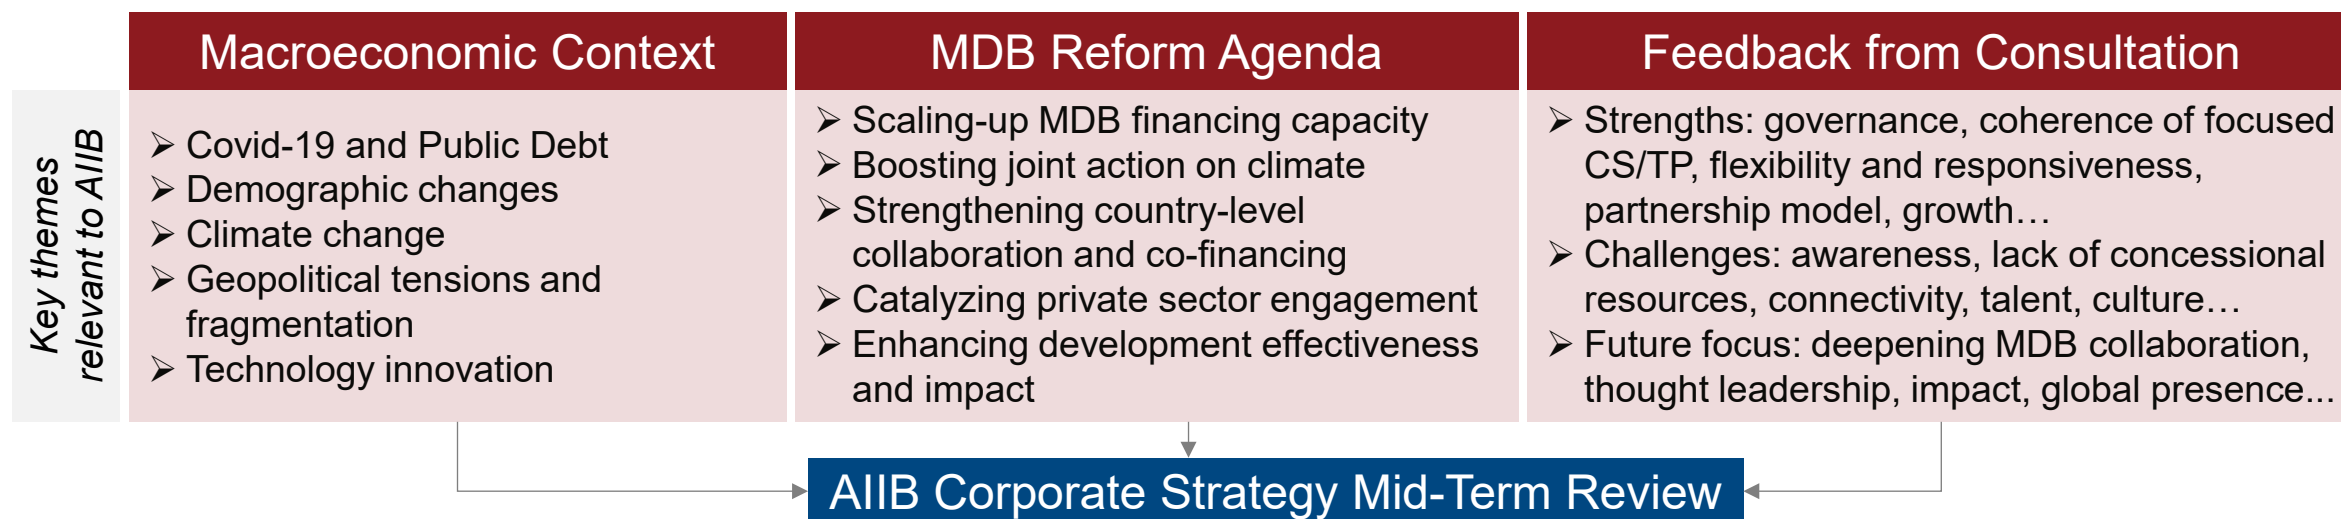 Key themes
relevant to AIIB
Macroeconomic Context
➢ Covid-19 and Public Debt
➢ Demographic changes
➢ Climate change
➢ Geopolitical tensions and
fragmentation
➢ Technology innovation
MDB Reform Agenda
➢ Scaling-up MDB financing capacity
➢ Boosting joint action on climate
➢ Strengthening country-level
collaboration and co-financing
➢ Catalyzing private sector engagement
➢ Enhancing development effectiveness
and impact
Feedback from Consultation
➢ Strengths: governance, coherence of focused
CS/TP, flexibility and responsiveness,
partnership model, growth…
➢ Challenges: awareness, lack of concessional
resources, connectivity, talent, culture…
➢ Future focus: deepening MDB collaboration,
thought leadership, impact, global presence...
AIIB Corporate Strategy Mid-Term Review